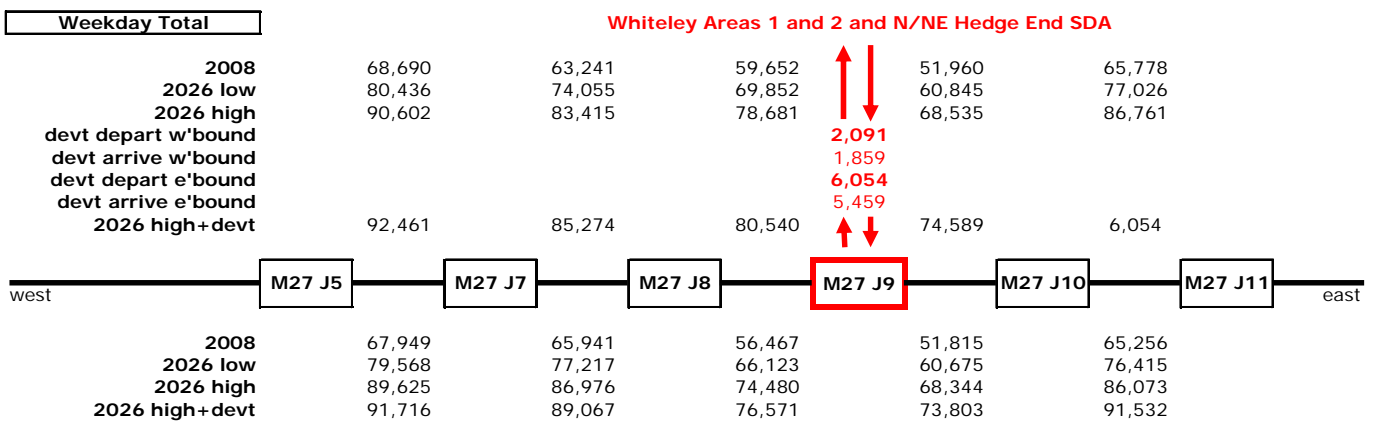 Weekday Total Whiteley Areas 1 and 2 and N/NE Hedge End SDA
2008 68,690 63,241 59,652 51,960 65,778
2026 low 80,436 74,055 69,852 60,845 77,026
2026 high 90,602 83,415 78,681 68,535 86,761
devt depart w'bound 2,091
devt arrive w'bound 1,859
devt depart e'bound 6,054
devt arrive e'bound 5,459
2026 high+devt 92,461 85,274 80,540 74,589 6,054
M27 J5 M27 J7 M27 J8 M27 J9 M27 J10 M27 J11
west east
2008 67,949 65,941 56,467 51,815 65,256
2026 low 79,568 77,217 66,123 60,675 76,415
2026 high 89,625 86,976 74,480 68,344 86,073
2026 high+devt 91,716 89,067 76,571 73,803 91,532